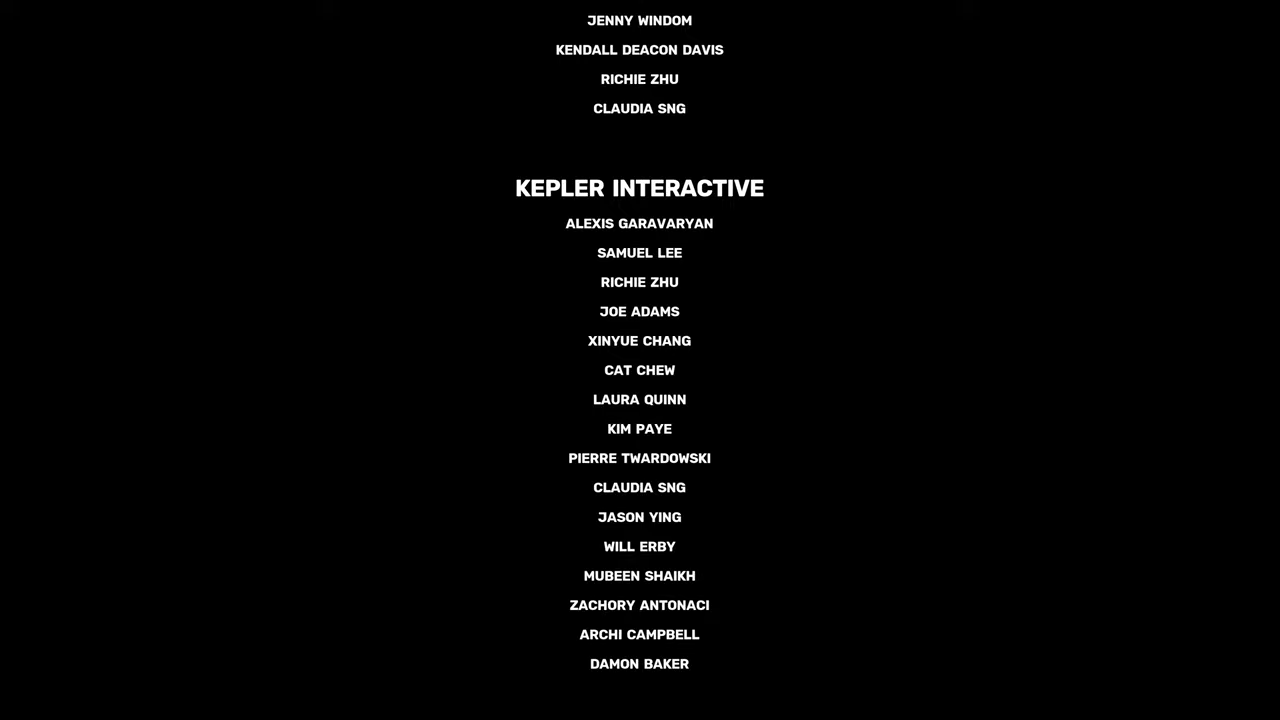 JENNY WINDOM
KENDALL DEACON DAVIS
RICHIE ZHU
CLAUDIA SNG
KEPLER INTERACTIVE
ALEXIS GARAVARYAN
SAMUEL LEE
RICHIE ZHU
JOE ADAMS
XINYUE CHANG
CAT CHEW
LAURA QUINN
KIM PAYE
PIERRE TWARDOWSKI
CLAUDIA SNG
JASON YING
WILL ERBY
MUBEEN SHAIKH
ZACHORY ANTONACI
ARCHI CAMPBELL
DAMON BAKER